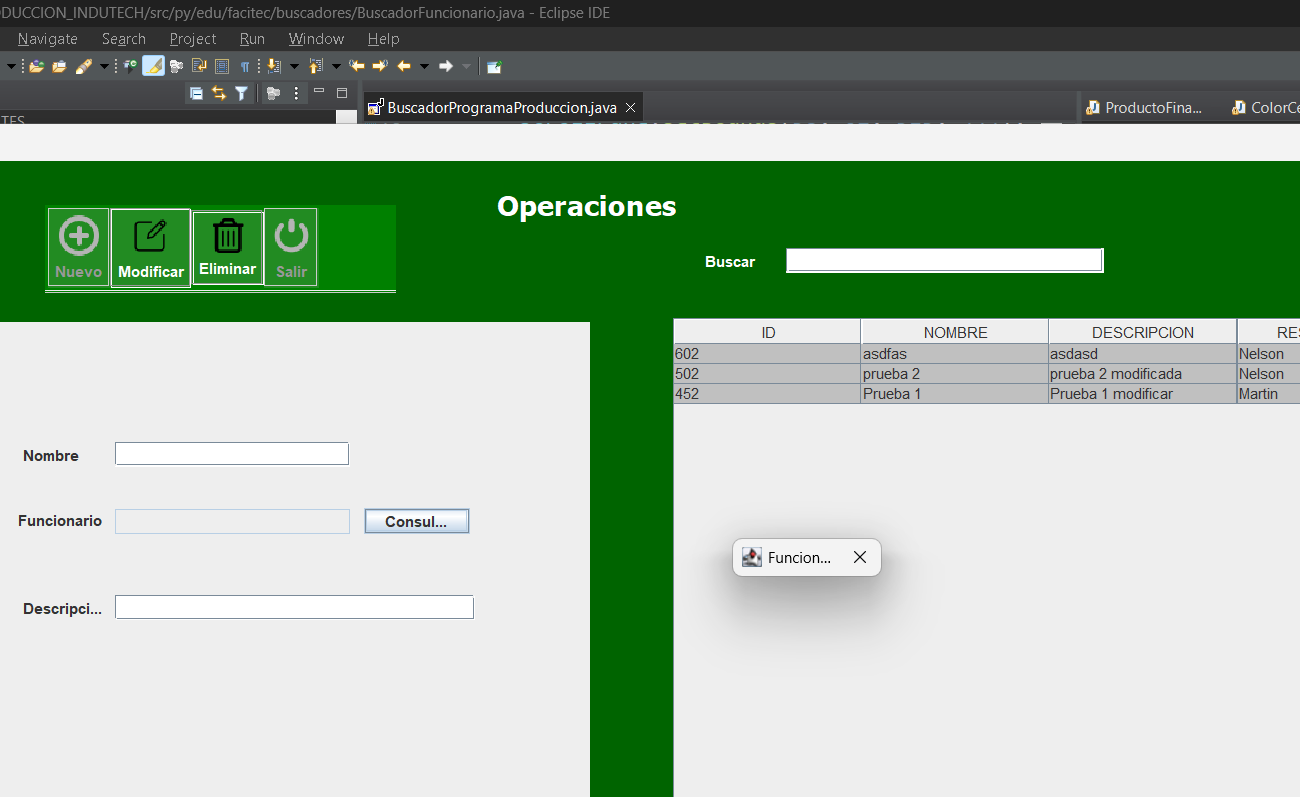 DUCCION_INDUTECH/src/py/edu/facitec/buscadores/BuscadorFuncionario.java - Eclipse IDE
Navigate Search Project Run Window Help
BuscadorProgramaProduccion.java
ProductoFina...
ColorCe
TES
Operaciones
Nuevo Modificar Eliminar Salir
Buscar
ID NOMBRE DESCRIPCION RES
602 asdfas asdasd Nelson
502 prueba 2 prueba 2 modificada Nelson
452 Prueba 1 Prueba 1 modificar Martin
Nombre
Funcionario Consul...
Funcion...
Descripci...